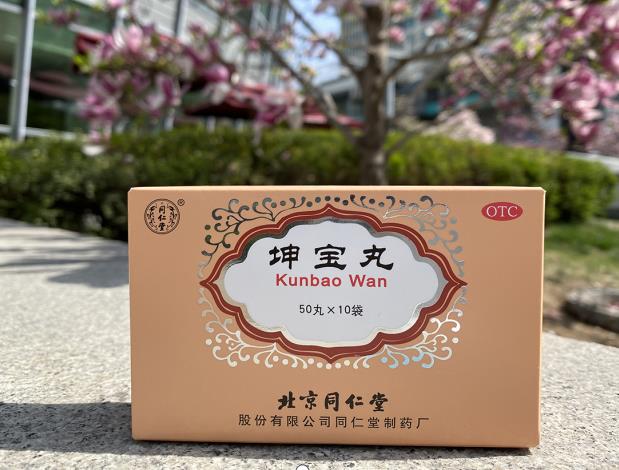 同仁堂
®
OTC
坤宝丸
Kunbao Wan
50丸×10袋
北京同仁堂
股份有限公司同仁堂制药厂